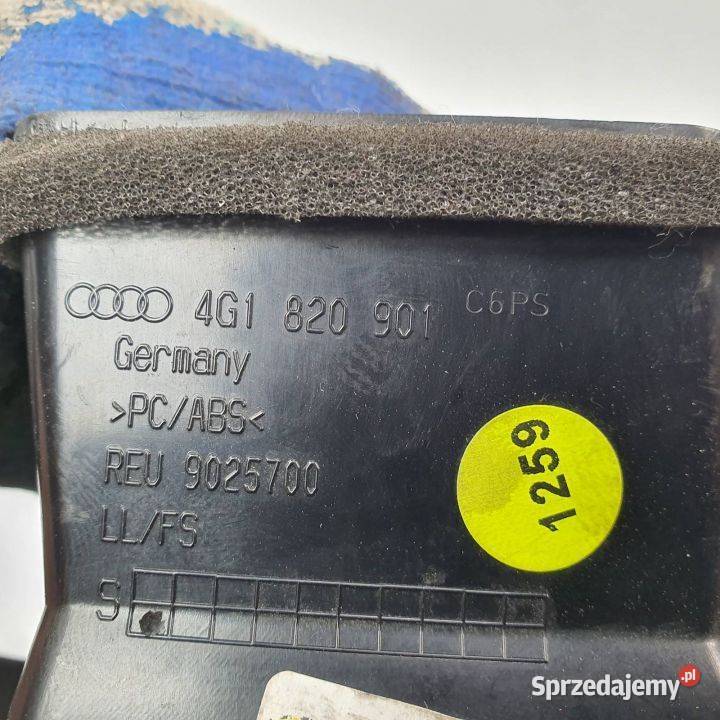 4G1 820 901 C6PS
Germany
>PC/ABS<
REU 9025700
LL/FS
S
1259
Sprzedajemy.pl